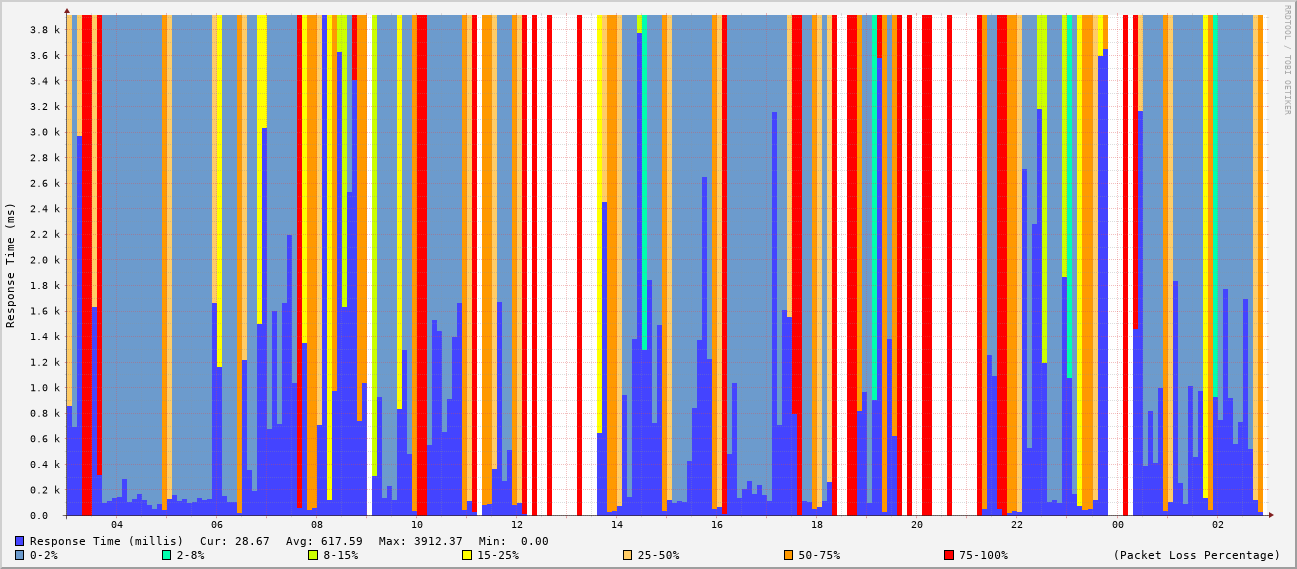 RRDTOOL / TOBI OETIKER
Response Time (ms)
3.8 k
3.6 k
3.4 k
3.2 k
3.0 k
2.8 k
2.6 k
2.4 k
2.2 k
2.0 k
1.8 k
1.6 k
1.4 k
1.2 k
1.0 k
0.8 k
0.6 k
0.4 k
0.2 k
0.0
04 06 08 10 12 14 16 18 20 22 00 02
Response Time (millis) Cur: 28.67 Avg: 617.59 Max: 3912.37 Min: 0.00
0-2% 2-8% 8-15% 15-25% 25-50% 50-75% 75-100% (Packet Loss Percentage)